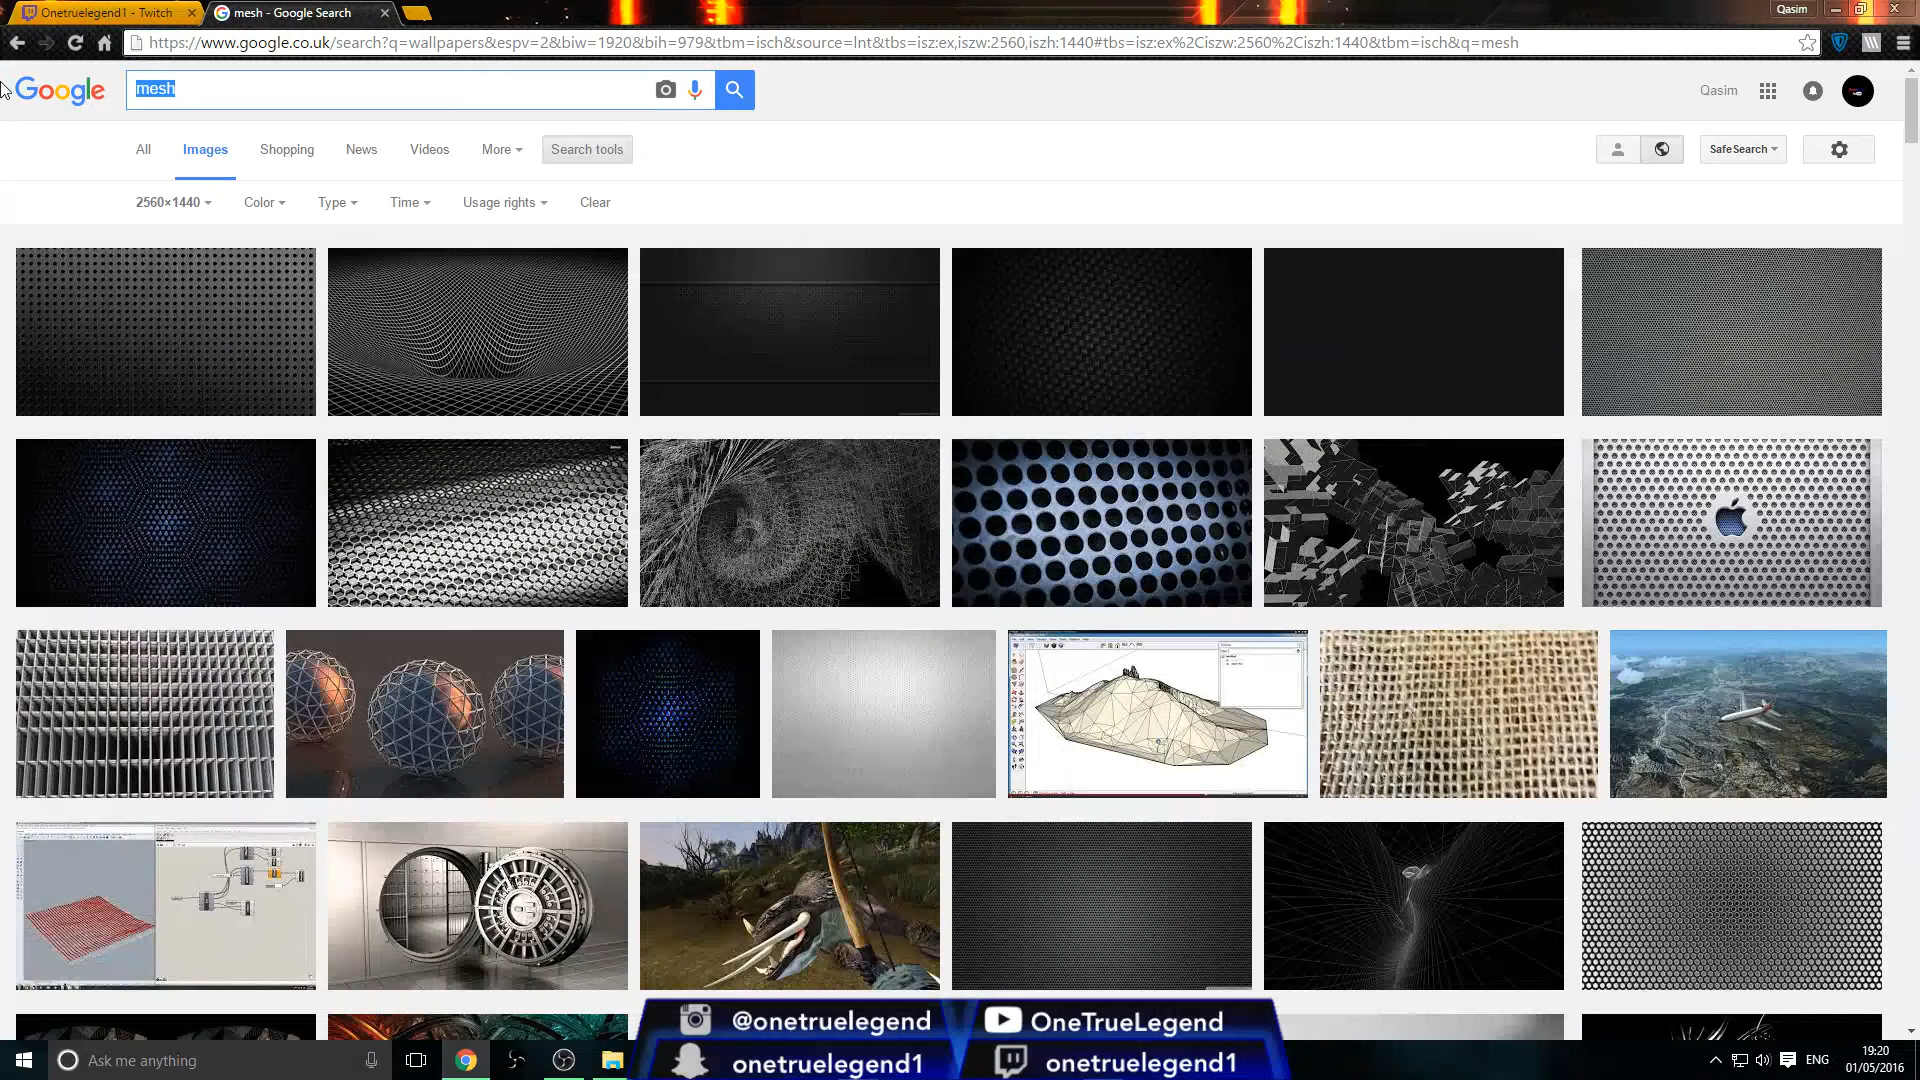 Onetruelegend1 - Twitch
mesh - Google Search
Qasim
https://www.google.co.uk/search?q=wallpapers&espv=2&biw=1920&bih=979&tbm=isch&source=lnt&tbs=isz:ex,iszw:2560,iszh:1440#tbs=isz:ex%2Ciszw:2560%2Ciszh:1440&tbm=isch&q=mesh
Google
mesh
Qasim
All
Images
Shopping
News
Videos
More
Search tools
SafeSearch
2560×1440
Color
Type
Time
Usage rights
Clear
@onetruelegend
OneTrueLegend
onetruelegend1
onetruelegend1
Ask me anything
ENG
19:20
01/05/2016